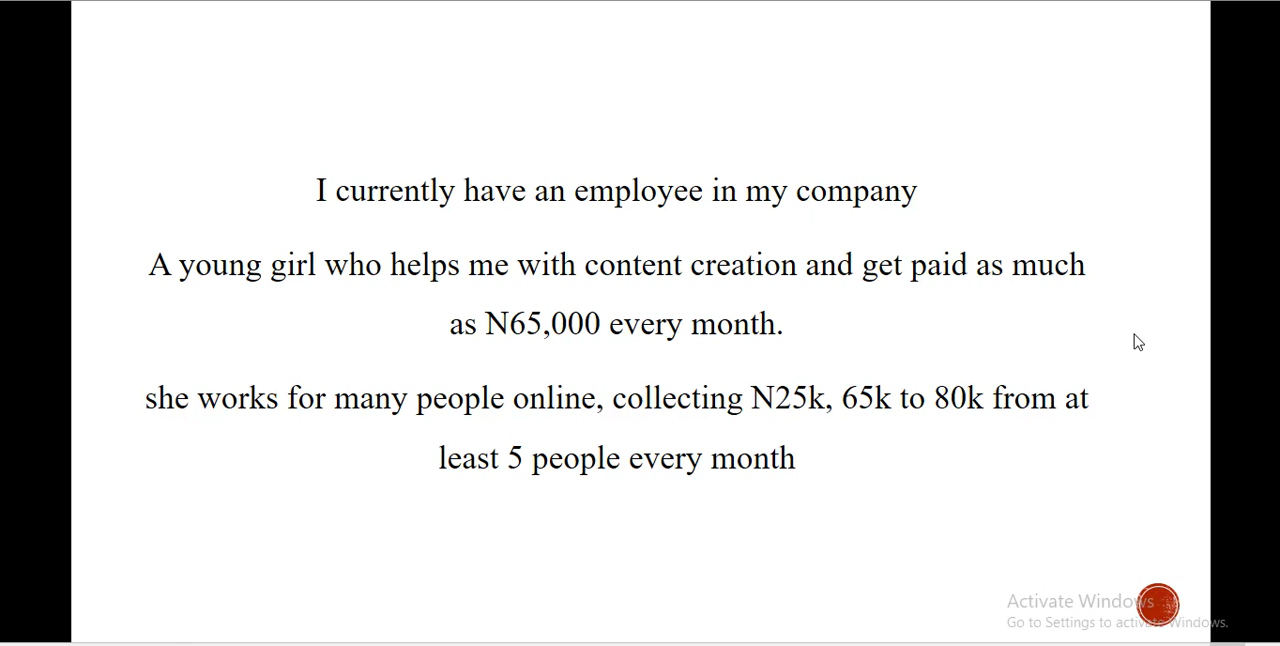 I currently have an employee in my company
A young girl who helps me with content creation and get paid as much
as N65,000 every month.
she works for many people online, collecting N25k, 65k to 80k from at
least 5 people every month
Activate Windows
Go to Settings to activate Windows.